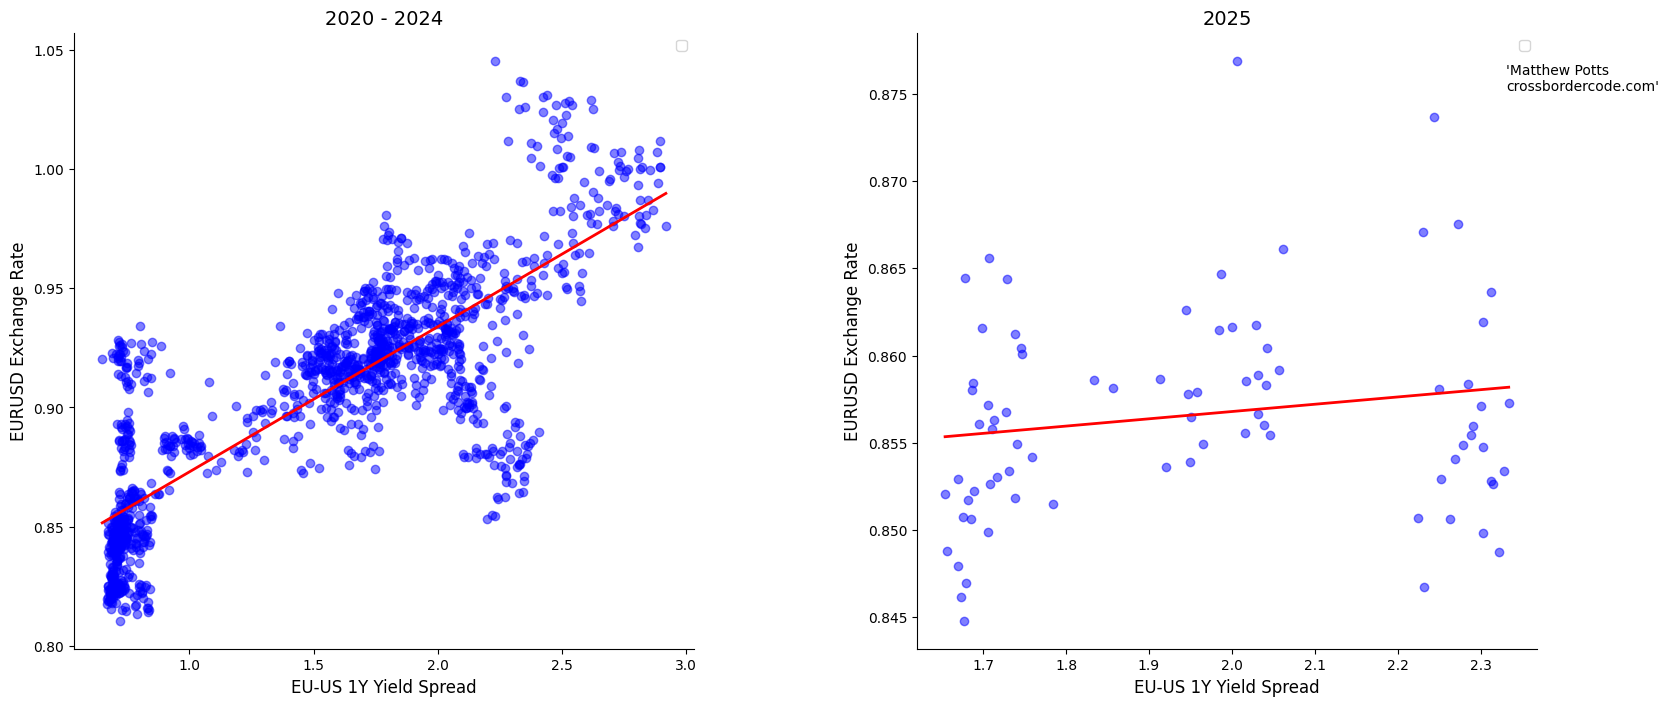 2020 - 2024
1.05
1.00
0.95
0.90
0.85
0.80
EURUSD Exchange Rate
1.0 1.5 2.0 2.5 3.0
EU-US 1Y Yield Spread
2025
'Matthew Potts
crossbordercode.com'
0.875
0.870
0.865
0.860
0.855
0.850
0.845
EURUSD Exchange Rate
1.7 1.8 1.9 2.0 2.1 2.2 2.3
EU-US 1Y Yield Spread